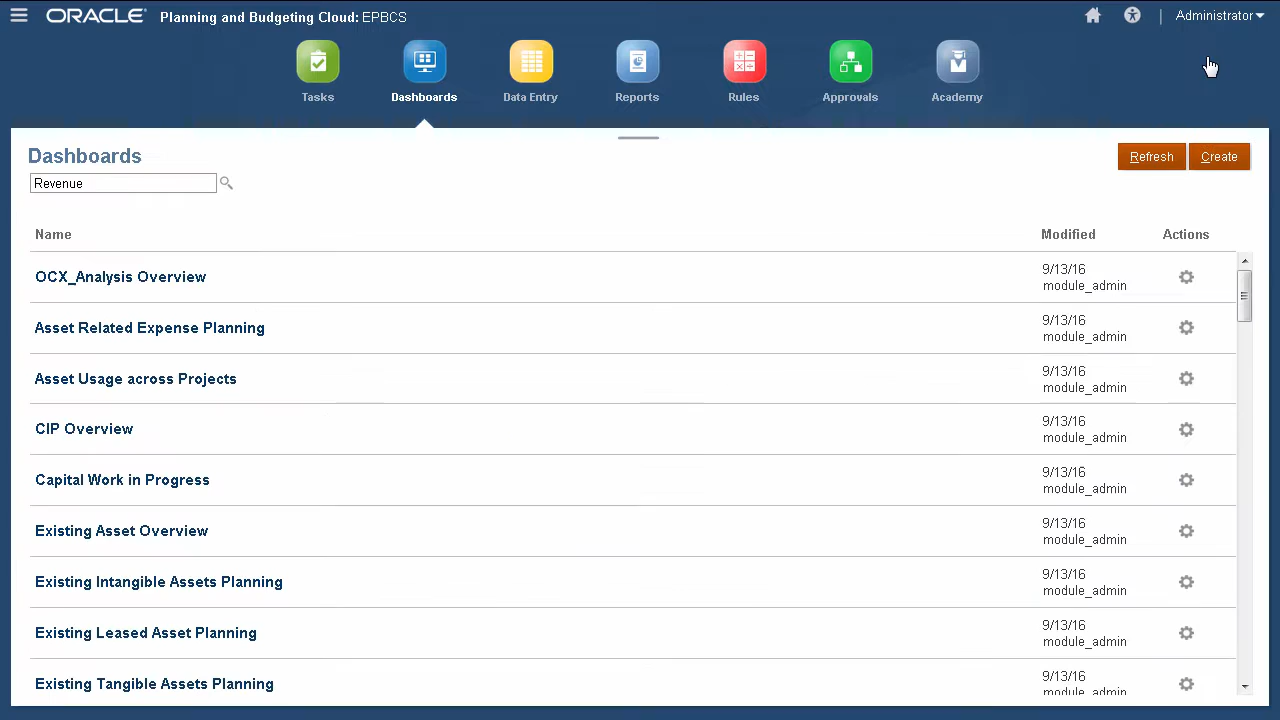 ORACLE® Planning and Budgeting Cloud: EPBCS
Administrator
Tasks
Dashboards
Data Entry
Reports
Rules
Approvals
Academy
Dashboards
Refresh
Create
Revenue
Name Modified Actions
OCX_Analysis Overview 9/13/16
module_admin
Asset Related Expense Planning 9/13/16
module_admin
Asset Usage across Projects 9/13/16
module_admin
CIP Overview 9/13/16
module_admin
Capital Work in Progress 9/13/16
module_admin
Existing Asset Overview 9/13/16
module_admin
Existing Intangible Assets Planning 9/13/16
module_admin
Existing Leased Asset Planning 9/13/16
module_admin
Existing Tangible Assets Planning 9/13/16
module_admin